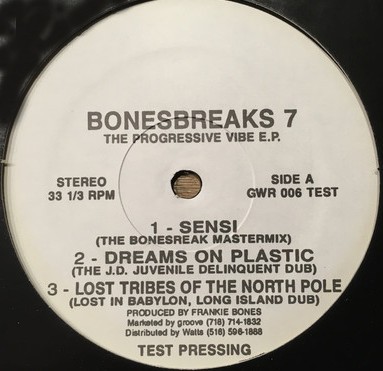 BONESBREAKS 7
THE PROGRESSIVE VIBE E.P.
STEREO
33 1/3 RPM
SIDE A
GWR 006 TEST
1 - SENSI
(THE BONESREAK MASTERMIX)
2 - DREAMS ON PLASTIC
(THE J.D. JUVENILE DELINQUENT DUB)
3 - LOST TRIBES OF THE NORTH POLE
(LOST IN BABYLON, LONG ISLAND DUB)
PRODUCED BY FRANKIE BONES
Marketed by groove (718) 714-1832
Distributed by Watts (518) 596-1888
TEST PRESSING